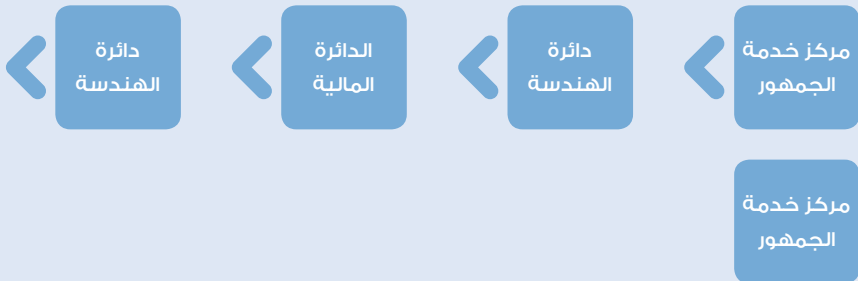 مركز خدمة
الجمهور
دائرة
الهندسة
الدائرة
المالية
دائرة
الهندسة
مركز خدمة
الجمهور